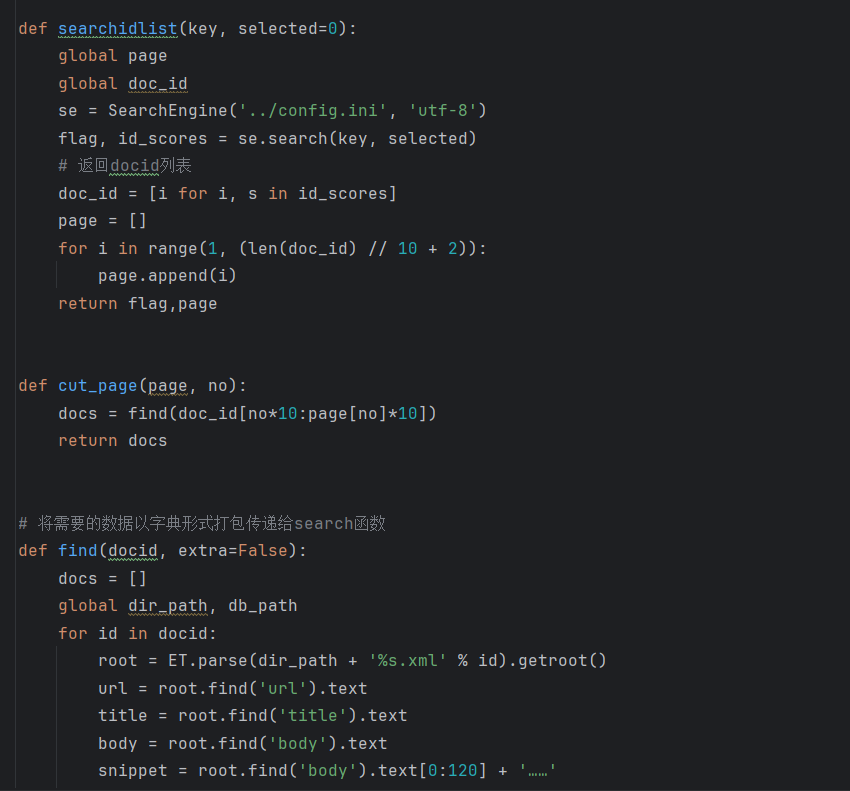 def searchidlist(key, selected=0):
    global page
    global doc_id
    se = SearchEngine('../config.ini', 'utf-8')
    flag, id_scores = se.search(key, selected)
    # 返回docid列表
    doc_id = [i for i, s in id_scores]
    page = []
    for i in range(1, (len(doc_id) // 10 + 2)):
        page.append(i)
    return flag,page
def cut_page(page, no):
    docs = find(doc_id[no*10:page[no]*10])
    return docs
# 将需要的数据以字典形式打包传递给search函数
def find(docid, extra=False):
    docs = []
    global dir_path, db_path
    for id in docid:
        root = ET.parse(dir_path + '%s.xml' % id).getroot()
        url = root.find('url').text
        title = root.find('title').text
        body = root.find('body').text
        snippet = root.find('body').text[0:120] + '……'